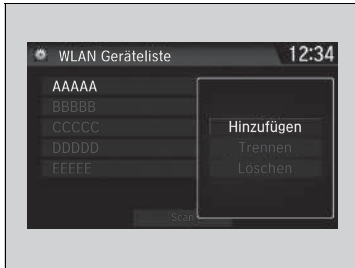 WLAN Geräteliste
12:34
AAAAA
BBBBB
CCCCC
DDDDD
EEEEE
Hinzufügen
Trennen
Löschen
Scan